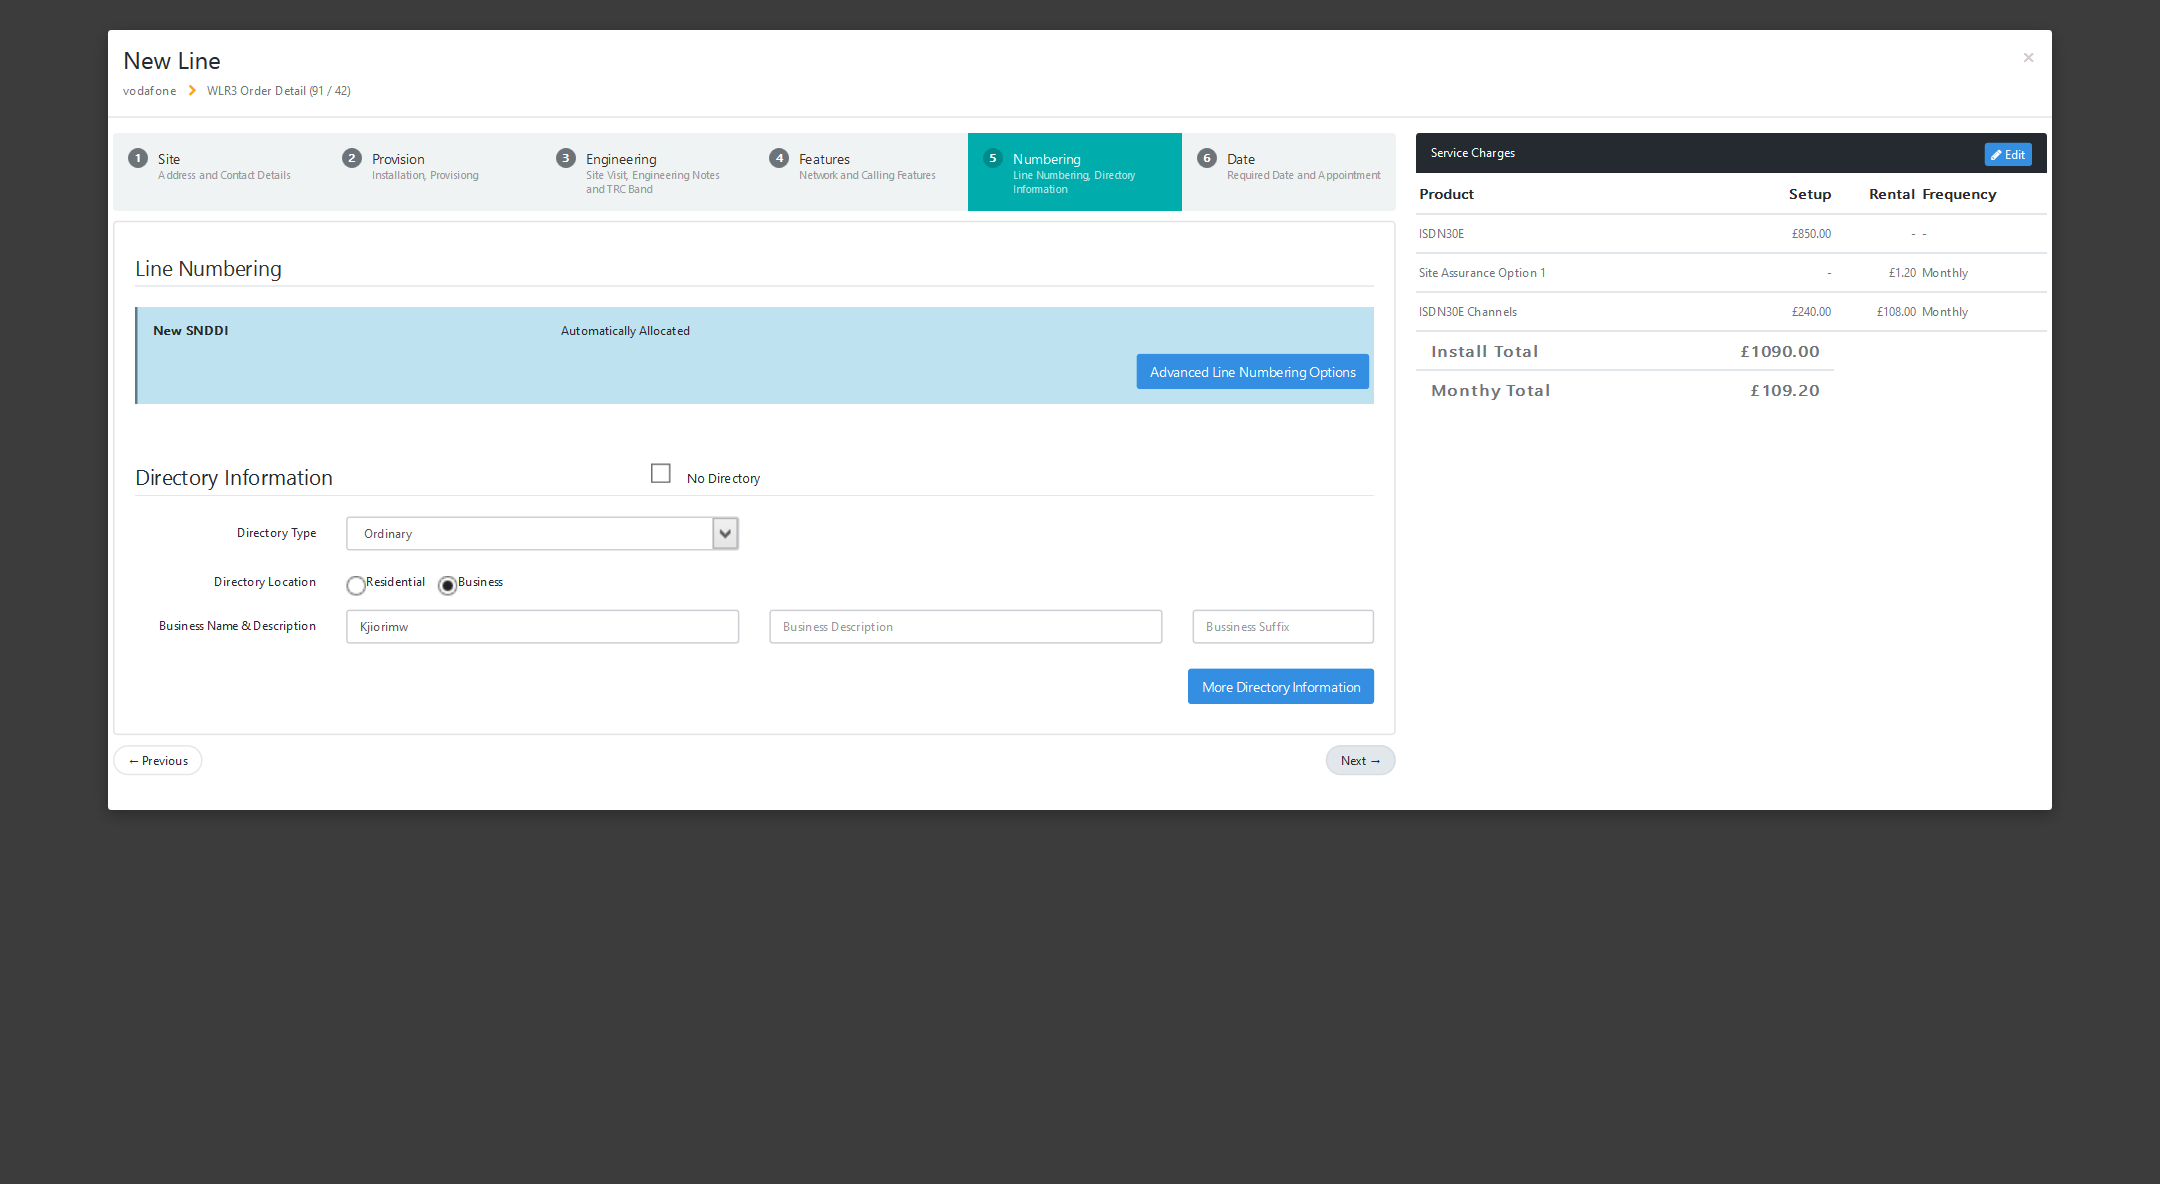 New Line
×
vodafone WLR3 Order Detail (91 / 42)
1 Site
Address and Contact Details
2 Provision
Installation, Provisiong
3 Engineering
Site Visit, Engineering Notes
and TRC Band
4 Features
Network and Calling Features
5 Numbering
Line Numbering, Directory
Information
6 Date
Required Date and Appointment
Line Numbering
New SNDDI Automatically Allocated
Advanced Line Numbering Options
Directory Information No Directory
Directory Type Ordinary
Directory Location Residential Business
Business Name & Description Kjiorimw Business Description Bussiness Suffix
More Directory Information
← Previous Next →
Service Charges Edit
Product Setup Rental Frequency
ISDN30E £850.00 - -
Site Assurance Option 1 - £1.20 Monthly
ISDN30E Channels £240.00 £108.00 Monthly
Install Total £1090.00
Monthy Total £109.20